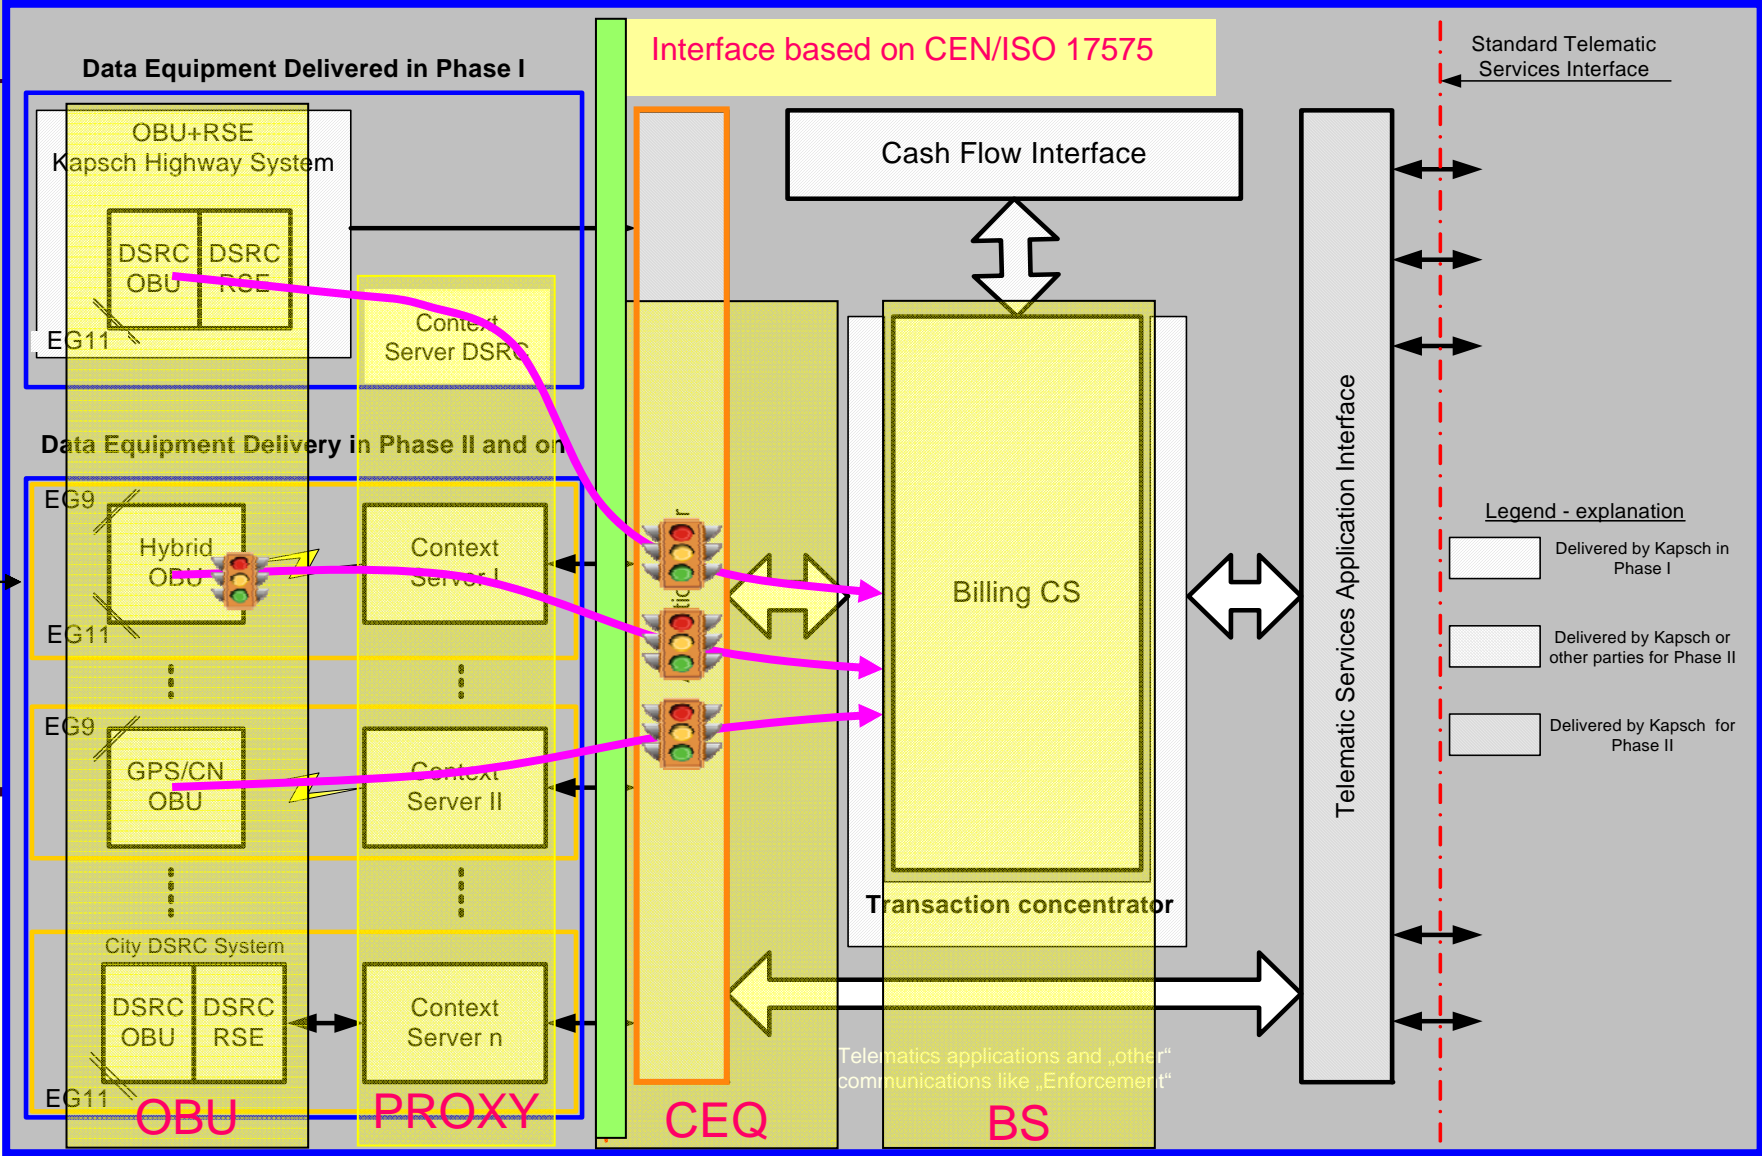 Interface based on CEN/ISO 17575
Standard Telematic
Services Interface
Data Equipment Delivered in Phase I
OBU+RSE
Kapsch Highway System
DSRC
OBU
DSRC
RSE
EG11
Context
Server DSRC
Cash Flow Interface
Data Equipment Delivery in Phase II and on
EG9
Hybrid
OBU
EG11
Context
Server I
EG9
GPS/CN
OBU
Context
Server II
City DSRC System
DSRC
OBU
DSRC
RSE
EG11
Context
Server n
Billing CS
Transaction concentrator
Telematics applications and „other“
communications like „Enforcement“
Telematic Services Application Interface
Legend - explanation
Delivered by Kapsch in
Phase I
Delivered by Kapsch or
other parties for Phase II
Delivered by Kapsch for
Phase II
OBU
PROXY
CEQ
BS